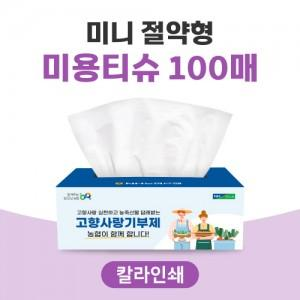 미니 절약형
미용티슈 100매
고향사랑 실천하고 농축산물 답례받는
고향사랑기부제
농협이 함께 합니다!
칼라인쇄